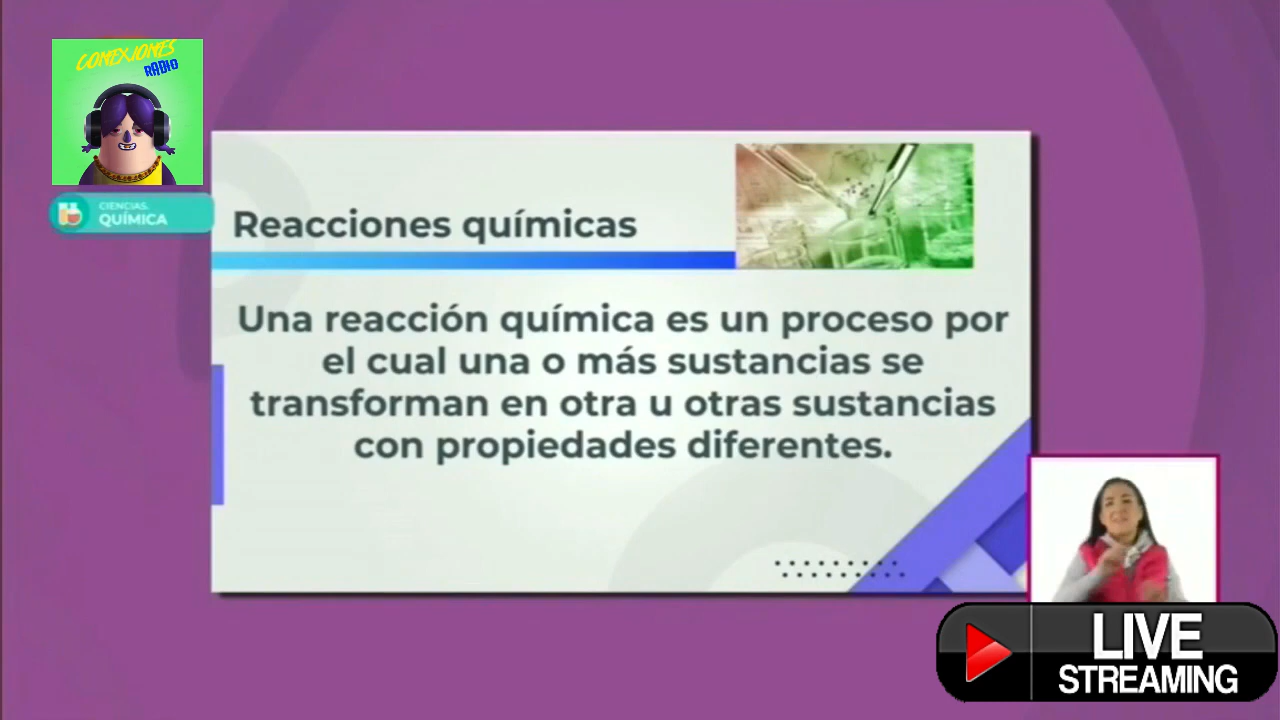 CONEXIONES
RADIO
CIENCIAS.
QUÍMICA
Reacciones químicas
Una reacción química es un proceso por
el cual una o más sustancias se
transforman en otra u otras sustancias
con propiedades diferentes.
LIVE
STREAMING